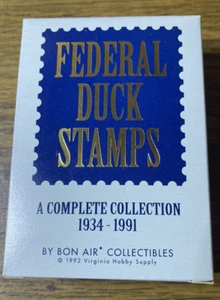 FEDERAL
DUCK
STAMPS
A COMPLETE COLLECTION
1934 - 1991
BY BON AIR® COLLECTIBLES
© 1992 Virginia Hobby Supply